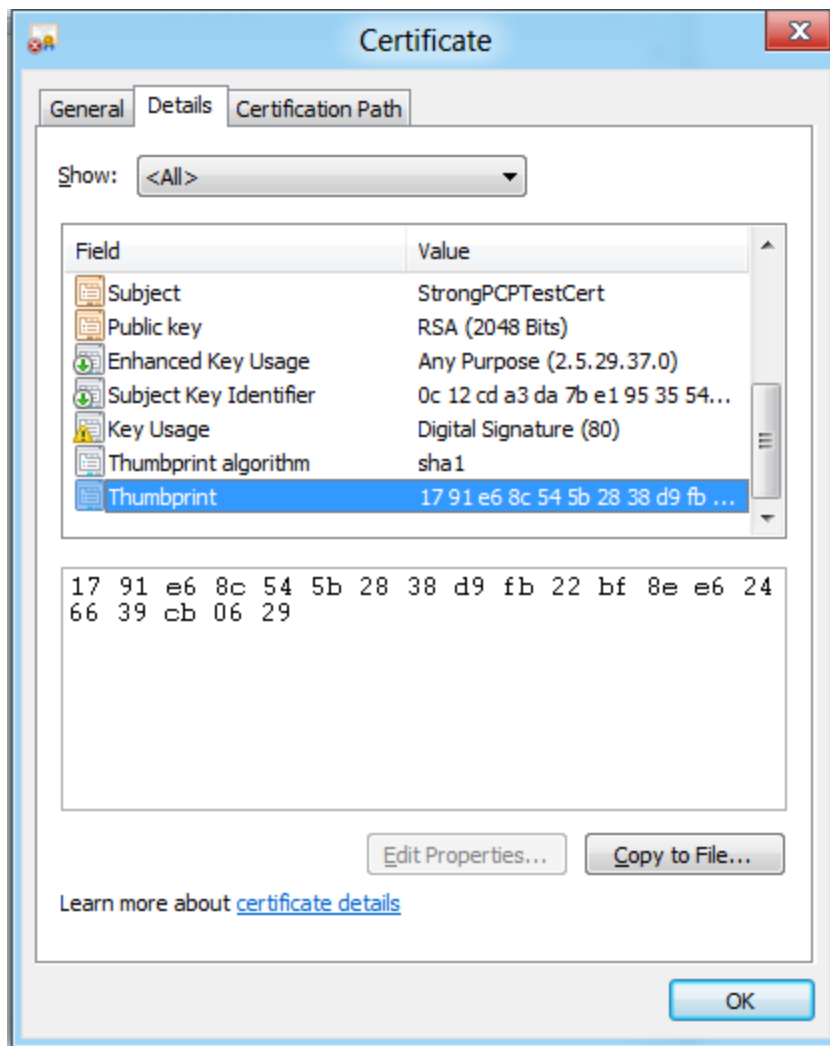 Certificate
x
General Details Certification Path
Show: <All>
Field Value
Subject StrongPCPTestCert
Public key RSA (2048 Bits)
Enhanced Key Usage Any Purpose (2.5.29.37.0)
Subject Key Identifier 0c 12 cd a3 da 7b e1 95 35 54...
Key Usage Digital Signature (80)
Thumbprint algorithm sha1
Thumbprint 17 91 e6 8c 54 5b 28 38 d9 fb ...
17 91 e6 8c 54 5b 28 38 d9 fb 22 bf 8e e6 24
66 39 cb 06 29
Edit Properties... Copy to File...
Learn more about certificate details
OK